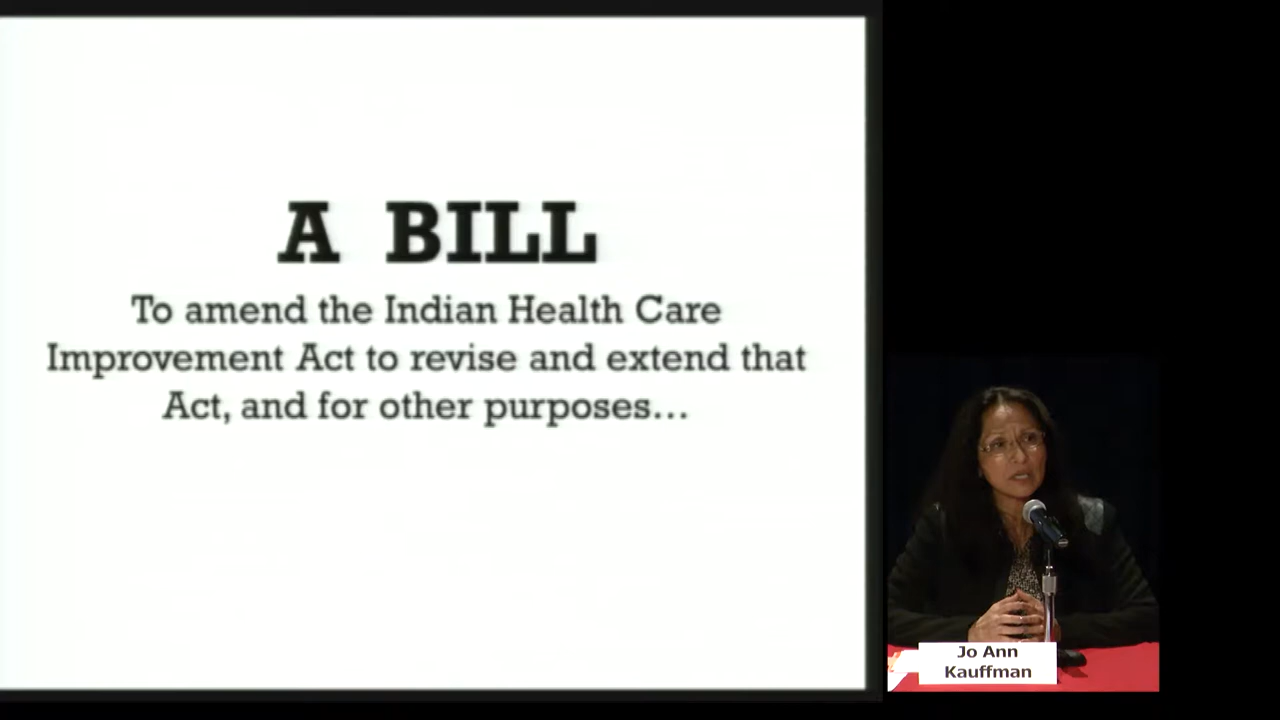 A BILL
To amend the Indian Health Care
Improvement Act to revise and extend that
Act, and for other purposes...
Jo Ann
Kauffman